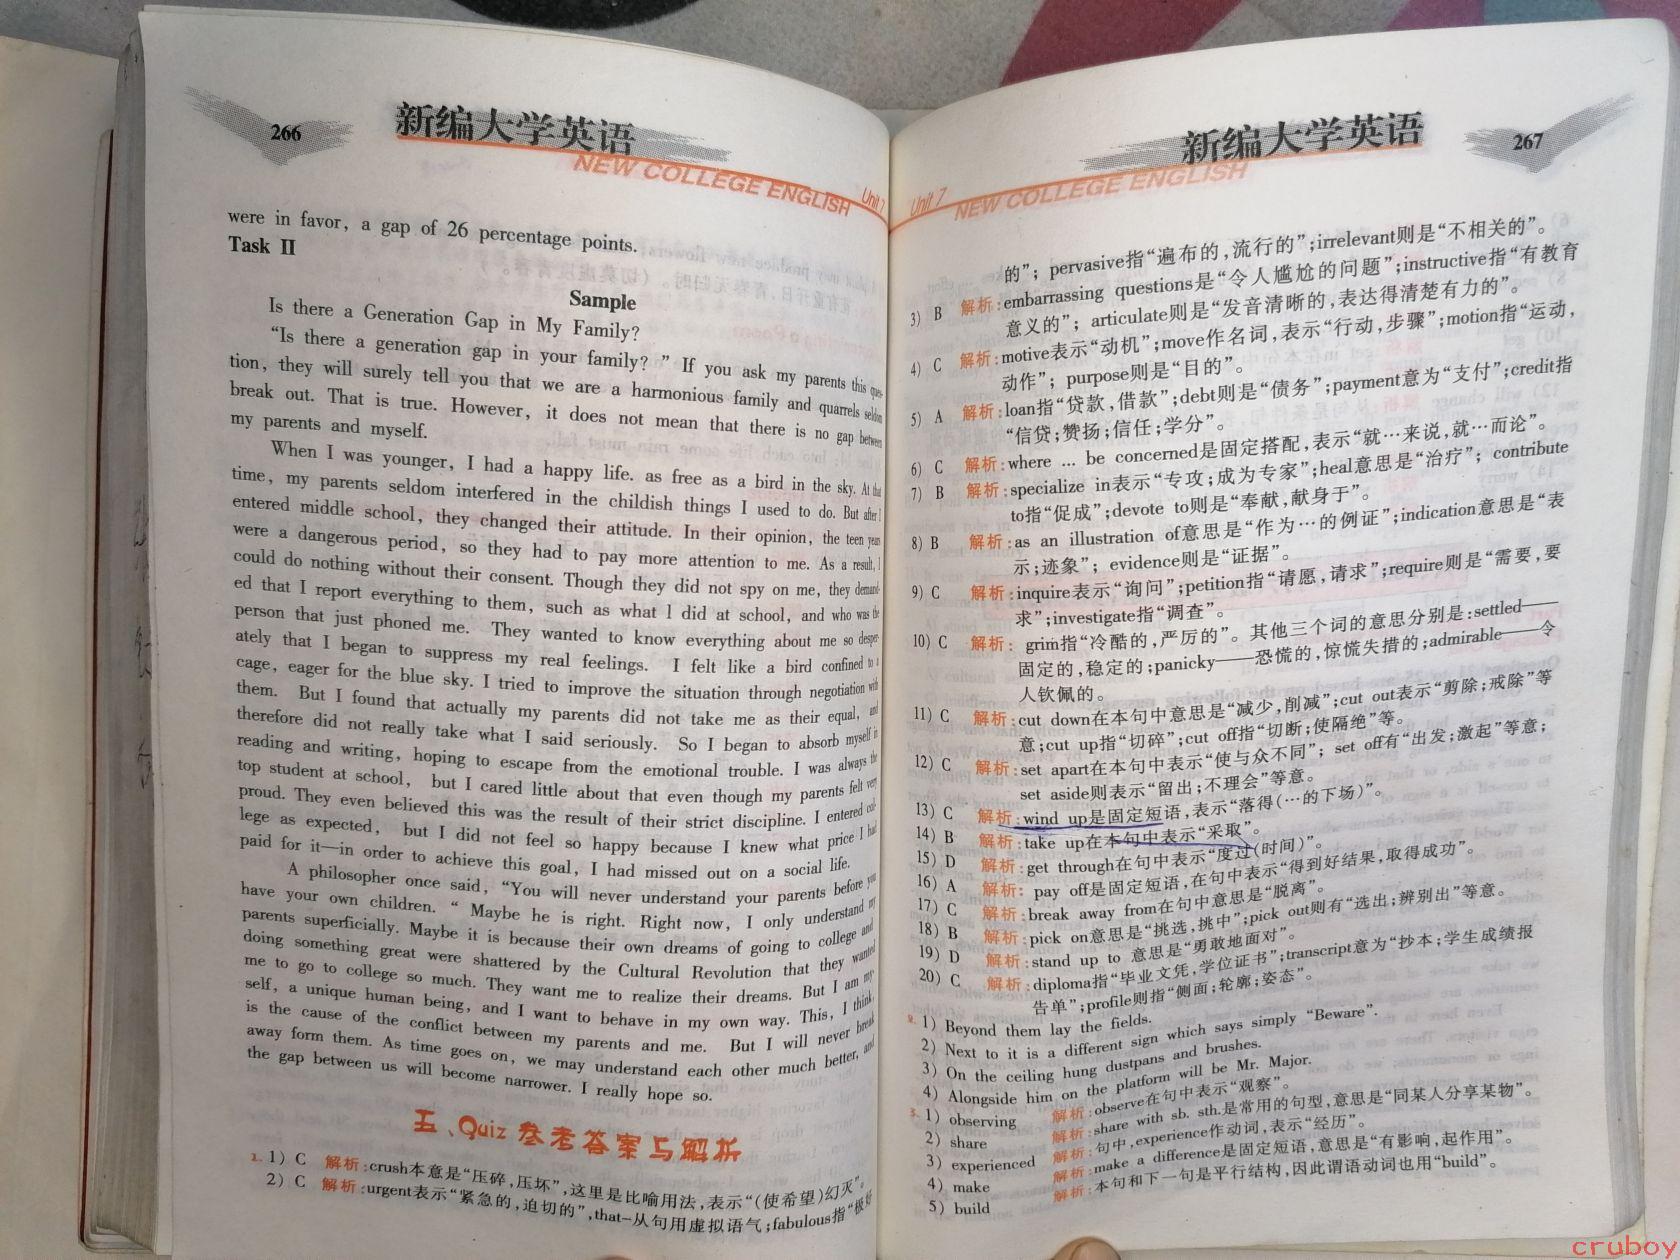 266
新编大学英语
NEW COLLEGE ENGLISH
Unit 7
were in favor, a gap of 26 percentage points.
Task II
Sample
Is there a Generation Gap in My Family?
“Is there a generation gap in your family? ” If you ask my parents this ques-
tion, they will surely tell you that we are a harmonious family and quarrels seldom
break out. That is true. However, it does not mean that there is no gap between
my parents and myself.
When I was younger, I had a happy life. as free as a bird in the sky. At that
time, my parents seldom interfered in the childish things I used to do. But after I
entered middle school, they changed their attitude. In their opinion, the teen years
were a dangerous period, so they had to pay more attention to me. As a result, I
could do nothing without their consent. Though they did not spy on me, they demand-
ed that I report everything to them, such as what I did at school, and who was the
person that just phoned me. They wanted to know everything about me so desper-
ately that I began to suppress my real feelings. I felt like a bird confined to a
cage, eager for the blue sky. I tried to improve the situation through negotiation with
them. But I found that actually my parents did not take me as their equal, and
therefore did not really take what I said seriously. So I began to absorb myself in
reading and writing, hoping to escape from the emotional trouble. I was always the
top student at school, but I cared little about that even though my parents felt very
proud. They even believed this was the result of their strict discipline. I entered col-
lege as expected, but I did not feel so happy because I knew what price I had
paid for it—in order to achieve this goal, I had missed out on a social life.
A philosopher once said, “You will never understand your parents before you
have your own children. “ Maybe he is right. Right now, I only understand my
parents superficially. Maybe it is because their own dreams of going to college and
doing something great were shattered by the Cultural Revolution that they wanted
me to go to college so much. They want me to realize their dreams. But I am my-
self, a unique human being, and I want to behave in my own way. This, I think,
is the cause of the conflict between my parents and me. But I will never break
away form them. As time goes on, we may understand each other much better, and
the gap between us will become narrower. I really hope so.
五、Quiz 参考答案与解析
1. 1) C 解析:crush本意是“压碎,压坏”,这里是比喻用法,表示“(使希望)幻灭”。
2) C 解析:urgent表示“紧急的,迫切的”,that-从句用虚拟语气;fabulous指“极好
新编大学英语
267
Unit 7
NEW COLLEGE ENGLISH
的”; pervasive指“遍布的,流行的”;irrelevant则是“不相关的”。
3) B 解析:embarrassing questions是“令人尴尬的问题”;instructive指“有教育
意义的”; articulate则是“发音清晰的,表达得清楚有力的”。
4) C 解析:motive表示“动机”;move作名词,表示“行动,步骤”;motion指“运动,
动作”; purpose则是“目的”。
5) A 解析:loan指“贷款,借款”;debt则是“债务”;payment意为“支付”;credit指
“信贷;赞扬;信任;学分”。
6) C 解析:where ... be concerned是固定搭配,表示“就…来说,就…而论”。
7) B 解析:specialize in表示“专攻;成为专家”;heal意思是“治疗”; contribute
to指“促成”;devote to则是“奉献,献身于”。
8) B 解析:as an illustration of意思是“作为…的例证”;indication意思是“表
示;迹象”; evidence则是“证据”。
9) C 解析:inquire表示“询问”;petition指“请愿,请求”;require则是“需要,要
求”;investigate指“调查”。
10) C 解析: grim指“冷酷的,严厉的”。其他三个词的意思分别是:settled——
固定的,稳定的;panicky——恐慌的,惊慌失措的;admirable——令
人钦佩的。
11) C 解析:cut down在本句中意思是“减少,削减”;cut out表示“剪除;戒除”等
意;cut up指“切碎”;cut off指“切断;使隔绝”等。
12) C 解析:set apart在本句中表示“使与众不同”; set off有“出发;激起”等意;
set aside则表示“留出;不理会”等意。
13) C 解析:wind up是固定短语,表示“落得(…的下场)”。
14) B 解析:take up在本句中表示“采取”。
15) D 解析:get through在句中表示“度过(时间)”。
16) A 解析: pay off是固定短语,在句中表示“得到好结果,取得成功”。
17) C 解析:break away from在句中意思是“脱离”。
18) B 解析:pick on意思是“挑选,挑中”;pick out则有“选出;辨别出”等意。
19) D 解析:stand up to 意思是“勇敢地面对”。
20) C 解析:diploma指“毕业文凭,学位证书”;transcript意为“抄本;学生成绩报
告单”;profile则指“侧面;轮廓;姿态”。
2. 1) Beyond them lay the fields.
2) Next to it is a different sign which says simply “Beware”.
3) On the ceiling hung dustpans and brushes.
4) Alongside him on the platform will be Mr. Major.
3. 1) observing 解析:observe在句中表示“观察”。
2) share 解析:share with sb. sth.是常用的句型,意思是“同某人分享某物”。
3) experienced 解析:句中,experience作动词,表示“经历”。
4) make 解析:make a difference是固定短语,意思是“有影响,起作用”。
5) build 解析:本句和下一句是平行结构,因此谓语动词也用“build”。
cruboy